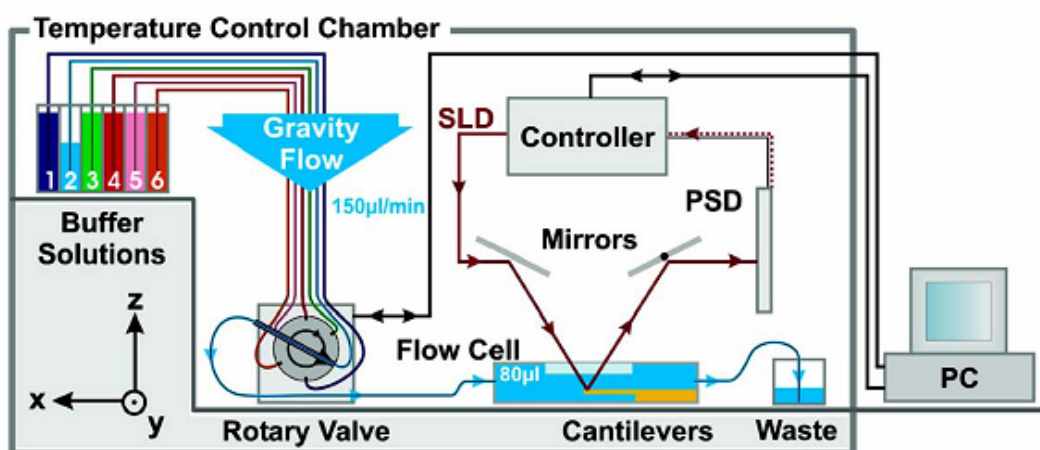 Temperature Control Chamber
1 2 3 4 5 6
Gravity
Flow
150µl/min
SLD
Controller
PSD
Mirrors
Buffer
Solutions
z
x
y
Flow Cell
80µl
PC
Rotary Valve
Cantilevers
Waste